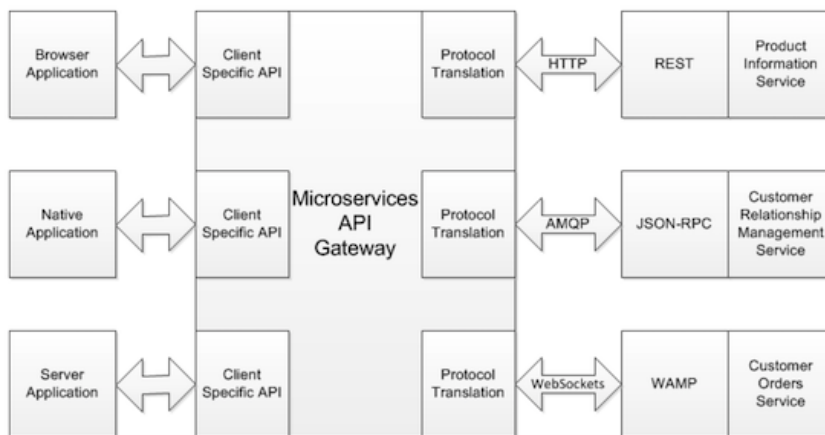 Browser
Application
Client
Specific API
Protocol
Translation
HTTP
REST
Product
Information
Service
Native
Application
Client
Specific API
Microservices
API
Gateway
Protocol
Translation
AMQP
JSON-RPC
Customer
Relationship
Management
Service
Server
Application
Client
Specific API
Protocol
Translation
WebSockets
WAMP
Customer
Orders
Service